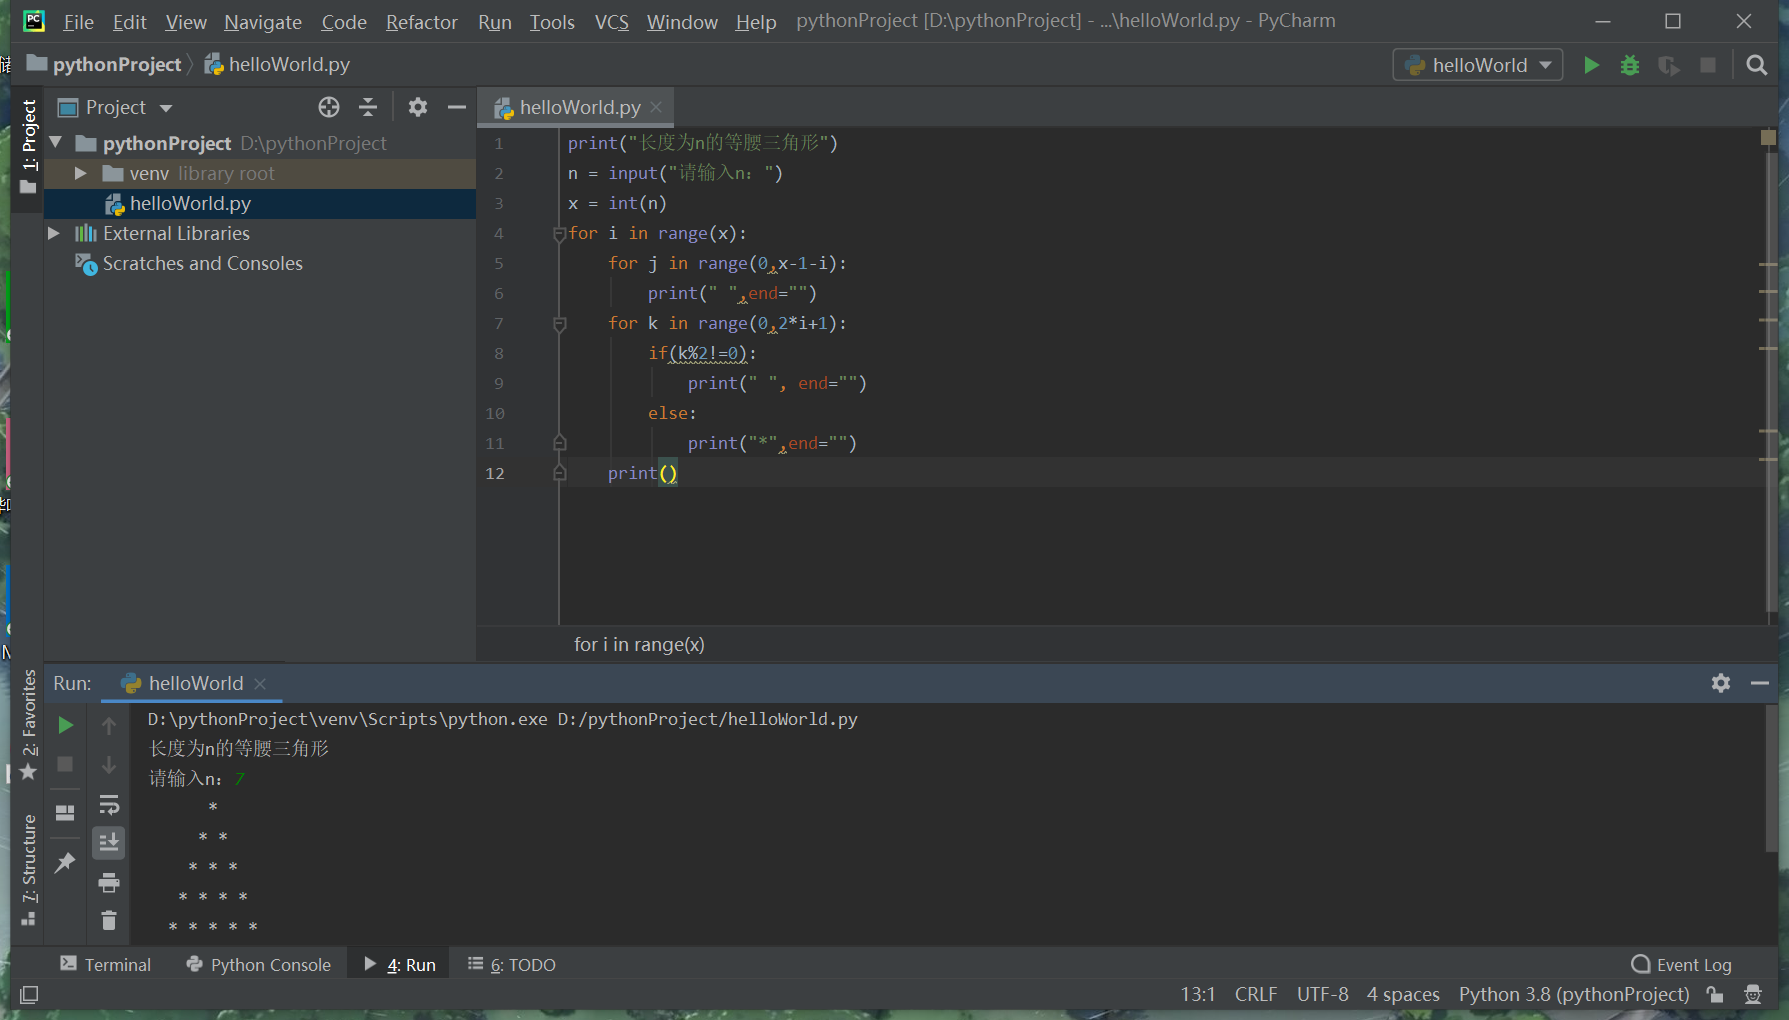 File Edit View Navigate Code Refactor Run Tools VCS Window Help pythonProject [D:\pythonProject] - ...\helloWorld.py - PyCharm
pythonProject helloWorld.py
helloWorld
1: Project
Project
pythonProject D:\pythonProject
venv library root
helloWorld.py
External Libraries
Scratches and Consoles
helloWorld.py
1 print("长度为n的等腰三角形")
2 n = input("请输入n：")
3 x = int(n)
4 for i in range(x):
5     for j in range(0,x-1-i):
6         print(" ",end="")
7     for k in range(0,2*i+1):
8         if(k%2!=0):
9             print(" ", end="")
10         else:
11             print("*",end="")
12     print()
for i in range(x)
2: Favorites
7: Structure
Run: helloWorld
D:\pythonProject\venv\Scripts\python.exe D:/pythonProject/helloWorld.py
长度为n的等腰三角形
请输入n：7
      *
     * *
    * * *
   * * * *
  * * * * *
Terminal Python Console 4: Run 6: TODO Event Log
13:1 CRLF UTF-8 4 spaces Python 3.8 (pythonProject)